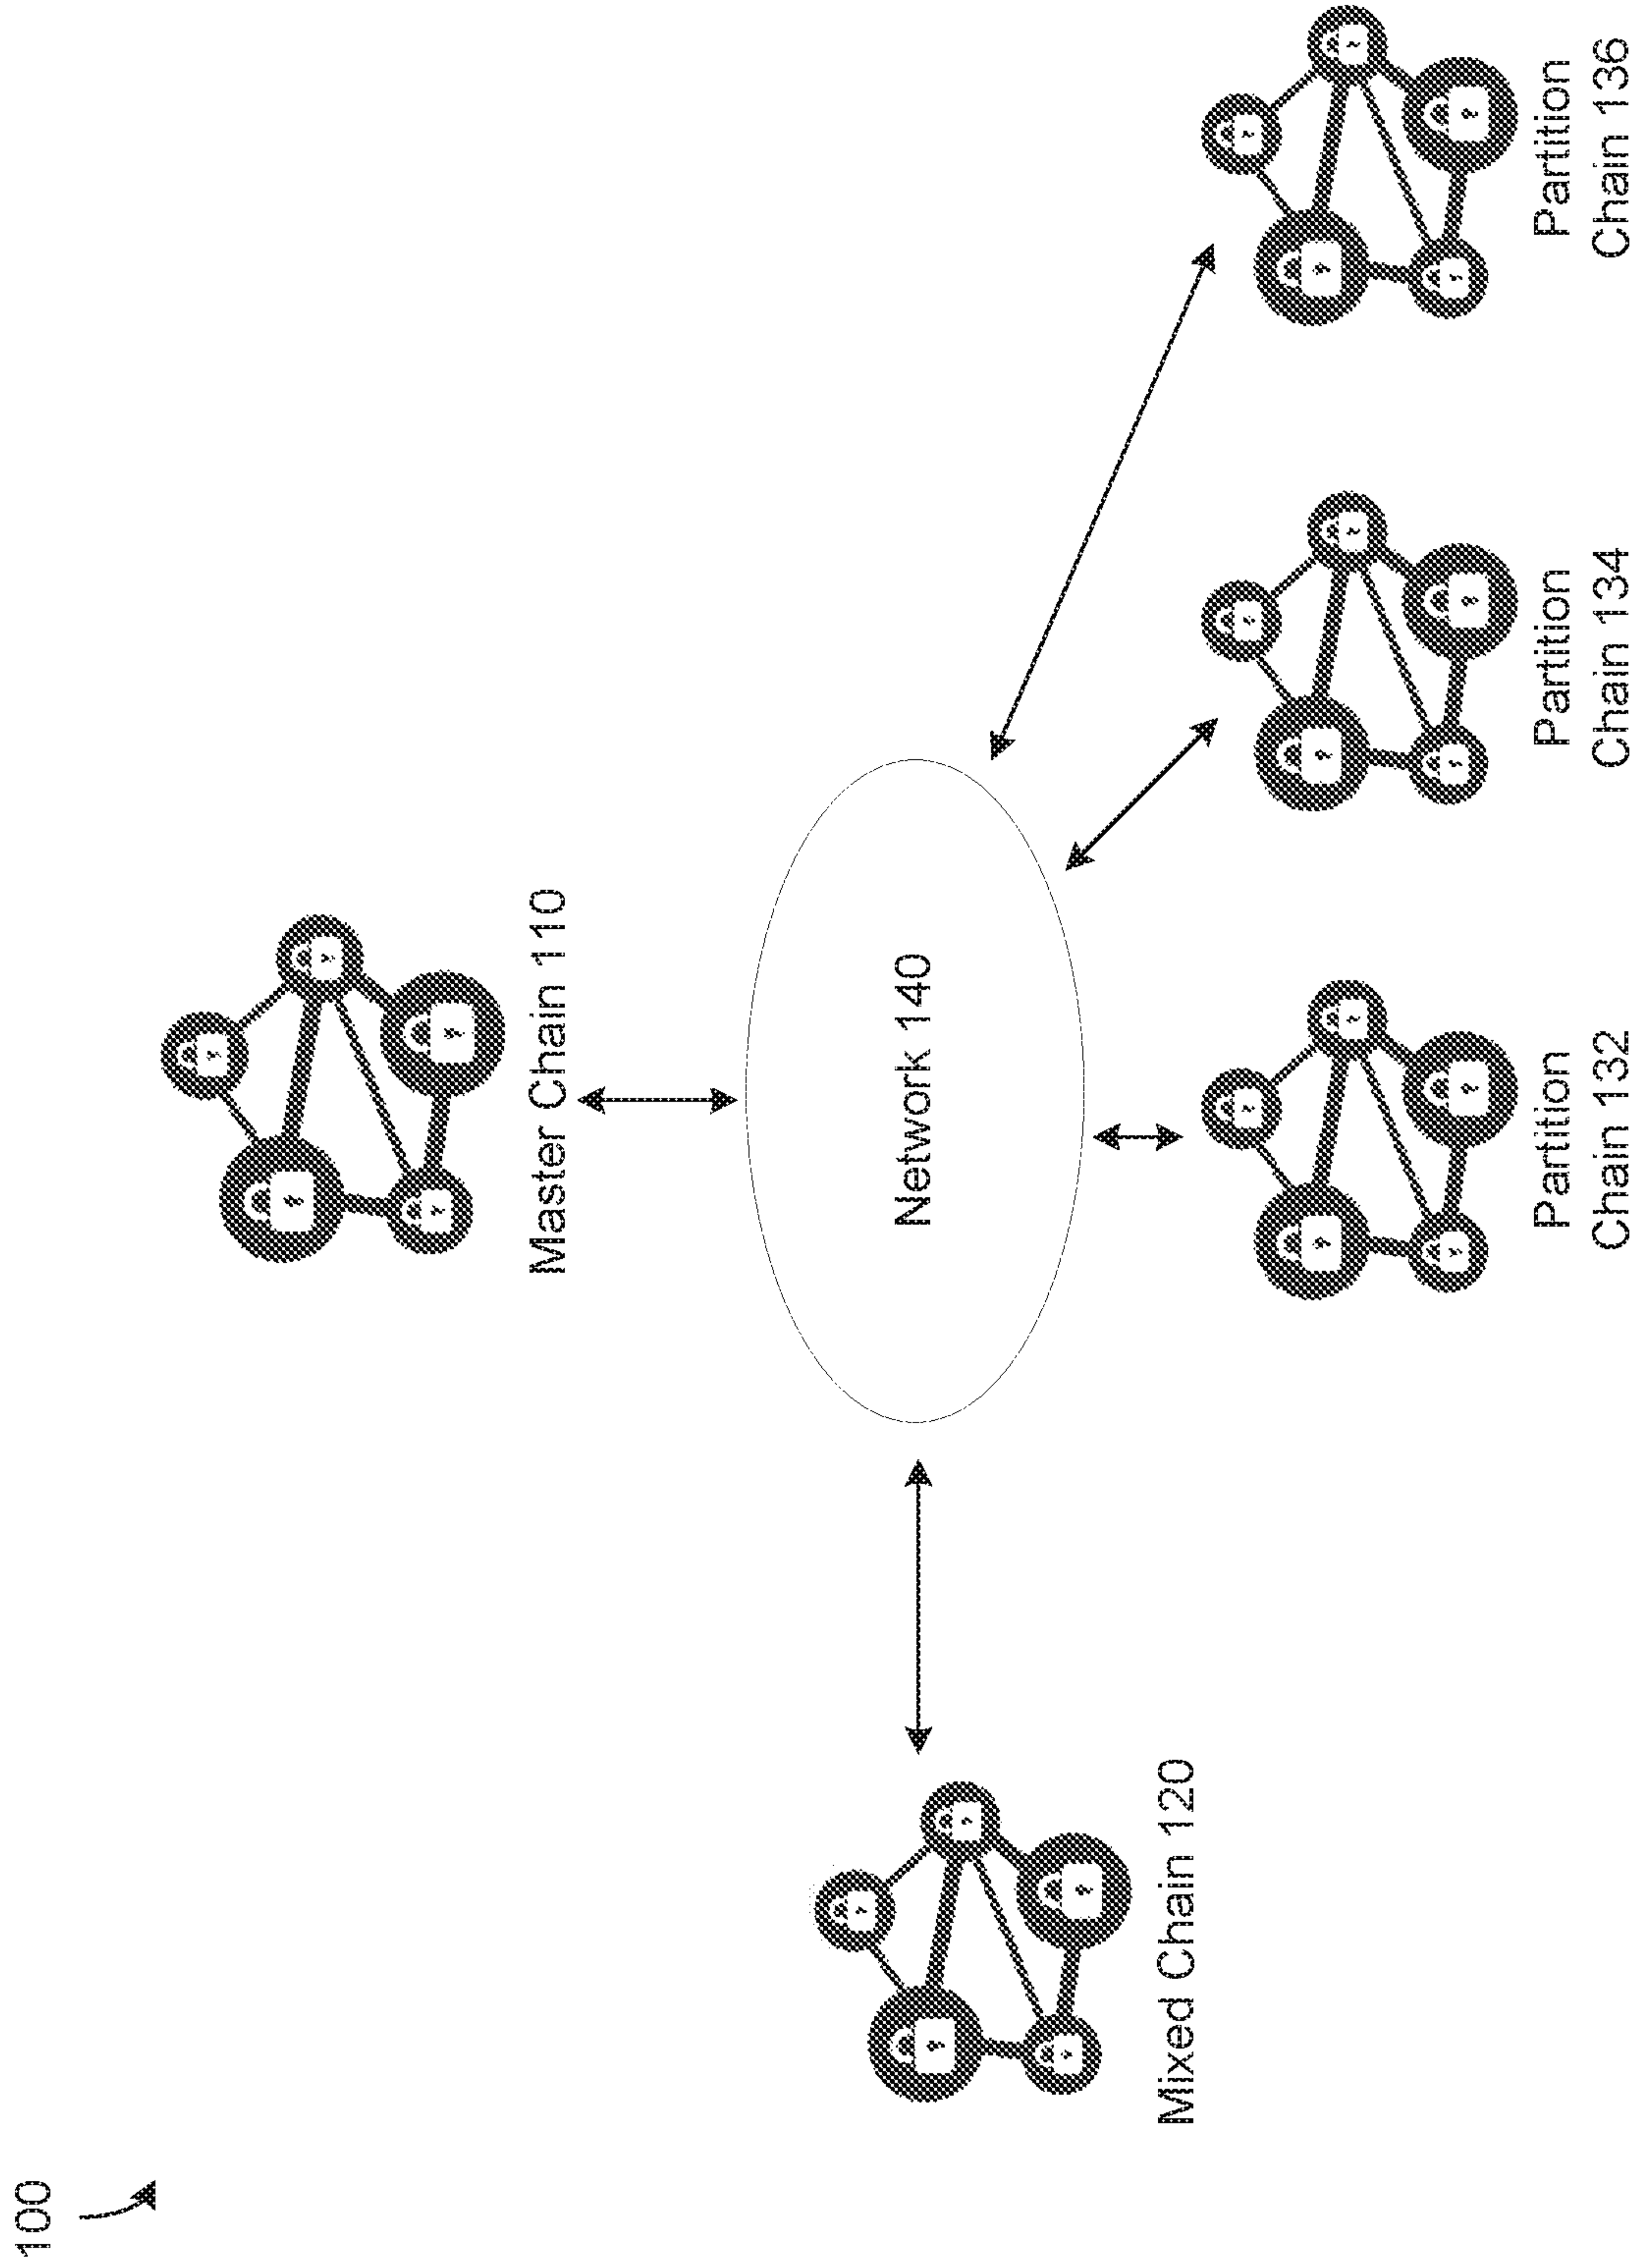 100
Master Chain 110
Network 140
Mixed Chain 120
Partition
Chain 132
Partition
Chain 134
Partition
Chain 136